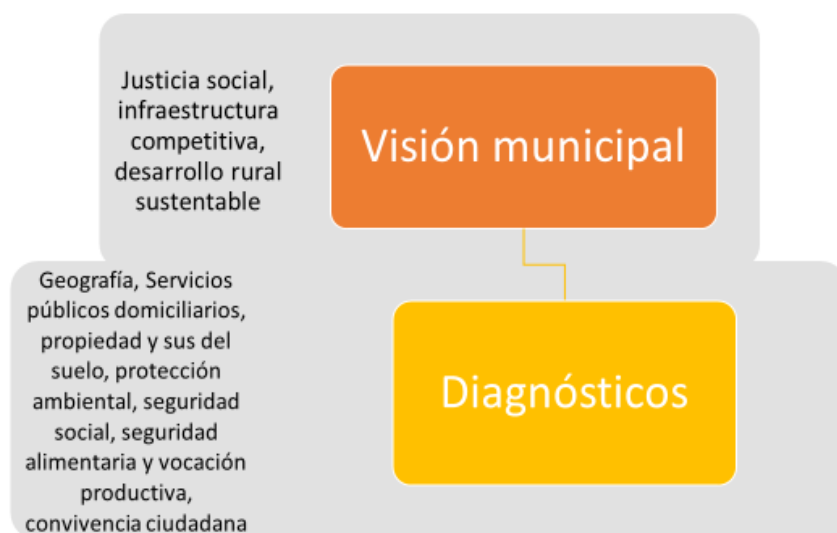 Justicia social,
infraestructura
competitiva,
desarrollo rural
sustentable
Visión municipal
Geografía, Servicios
públicos domiciliarios,
propiedad y sus del
suelo, protección
ambiental, seguridad
social, seguridad
alimentaria y vocación
productiva,
convivencia ciudadana
Diagnósticos